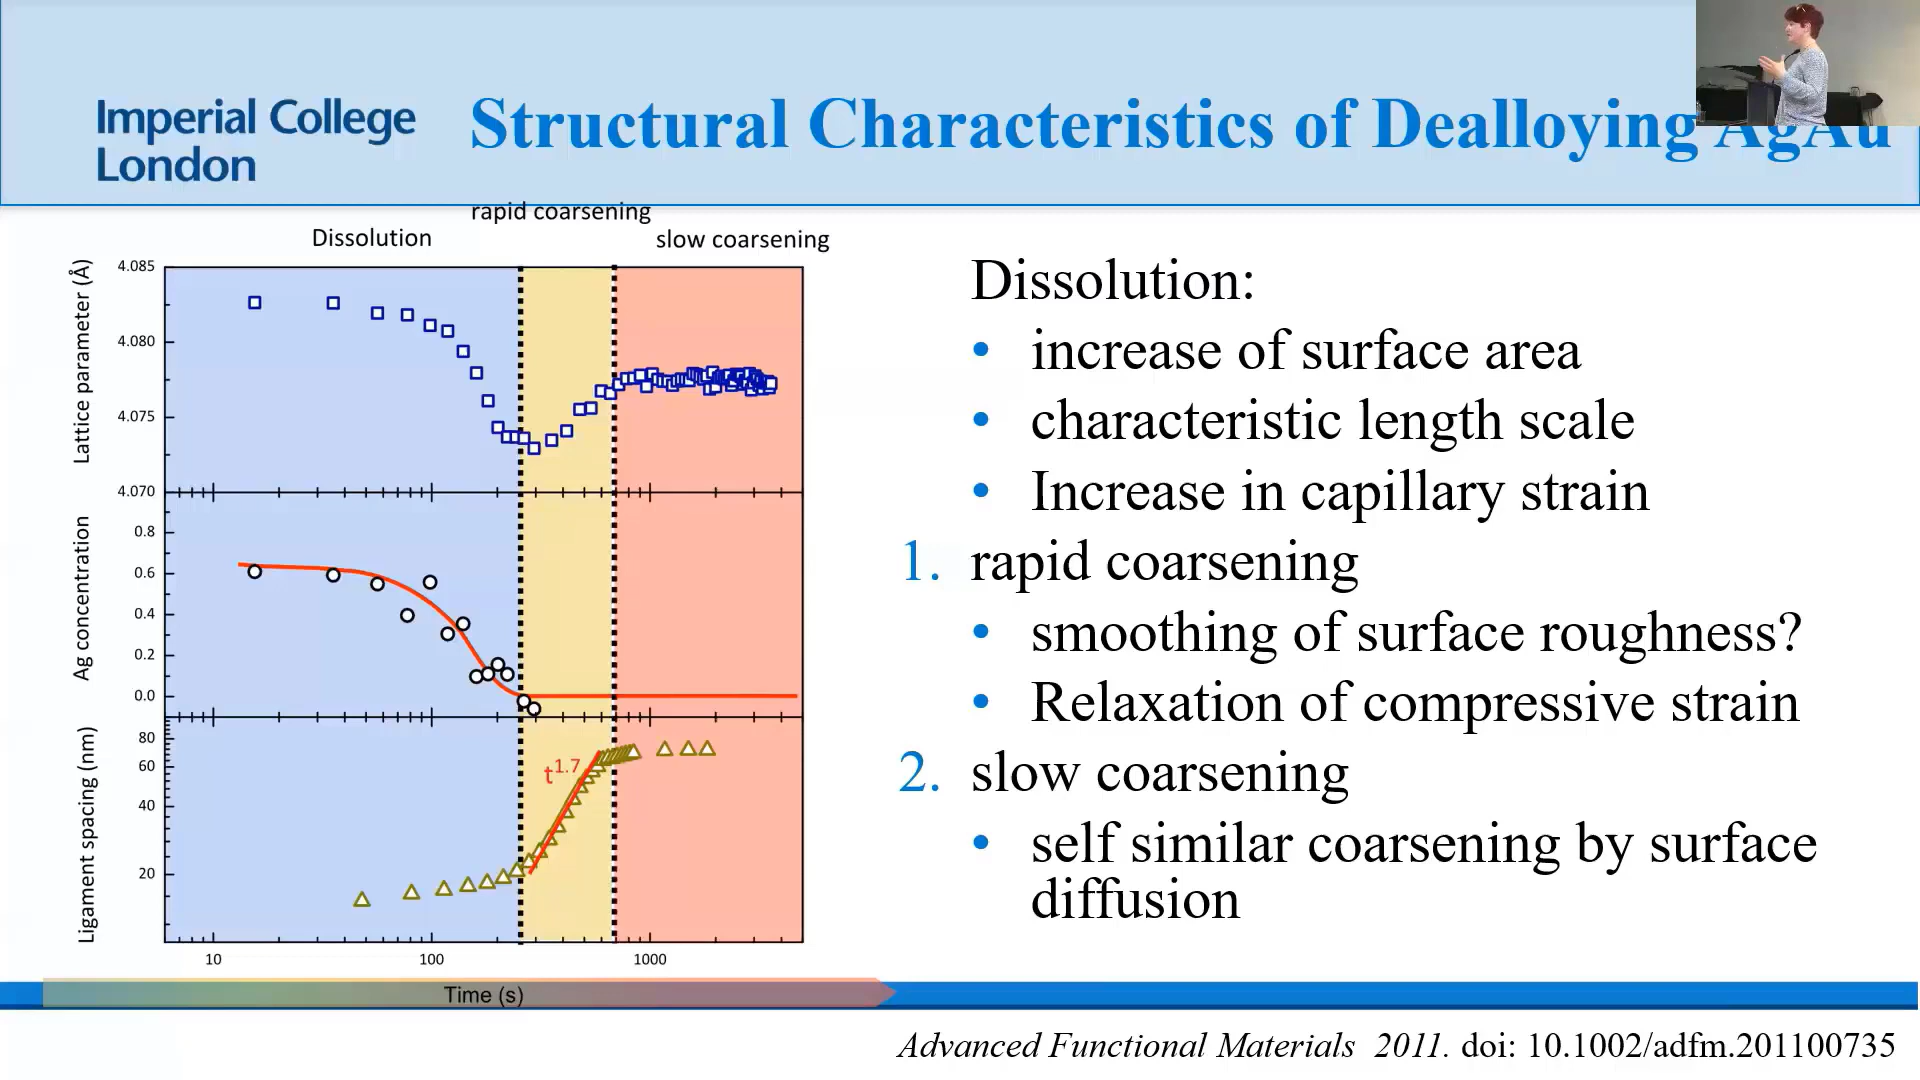 Imperial College
London
Structural Characteristics of Dealloying AgAu
rapid coarsening
Dissolution
slow coarsening
Lattice parameter (Å)
4.085
4.080
4.075
4.070
Ag concentration
0.8
0.6
0.4
0.2
0.0
Ligament spacing (nm)
80
60
40
20
t1.7
10
100
1000
Time (s)
Dissolution:
• increase of surface area
• characteristic length scale
• Increase in capillary strain
1. rapid coarsening
• smoothing of surface roughness?
• Relaxation of compressive strain
2. slow coarsening
• self similar coarsening by surface
diffusion
Advanced Functional Materials 2011. doi: 10.1002/adfm.201100735